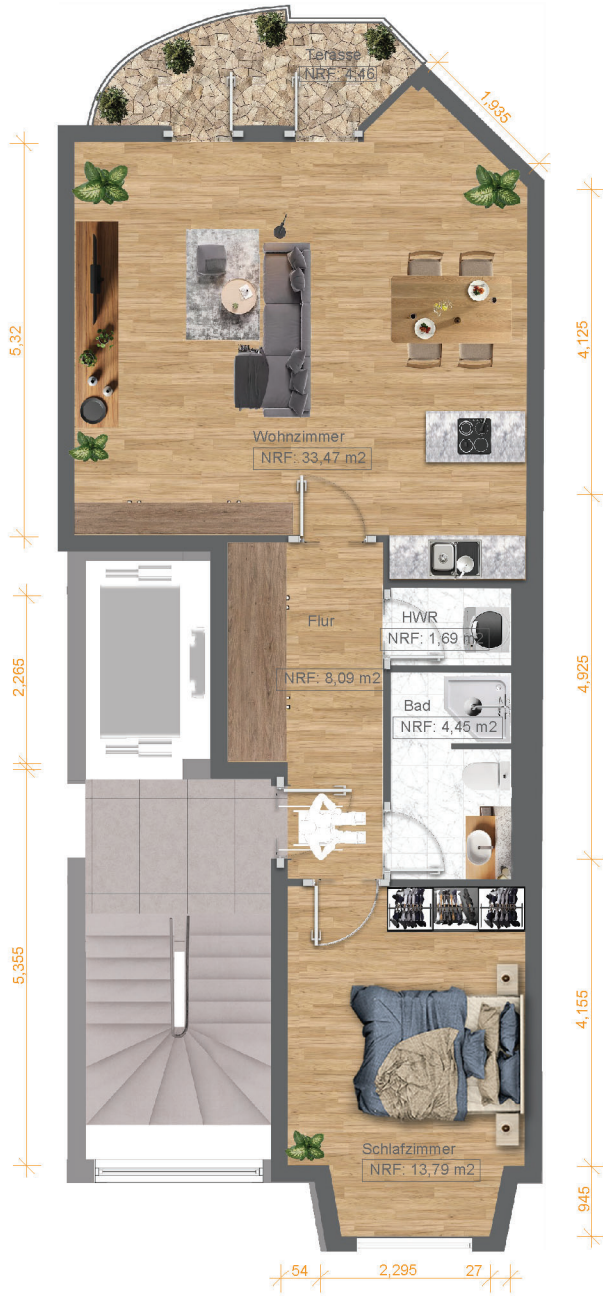 Terasse
NRF: 4,46
1,935
5,32
4,125
Wohnzimmer
NRF: 33,47 m2
Flur
HWR
NRF: 1,69 m2
2,265
NRF: 8,09 m2
4,925
Bad
NRF: 4,45 m2
5,355
4,155
Schlafzimmer
NRF: 13,79 m2
945
54
2,295
27